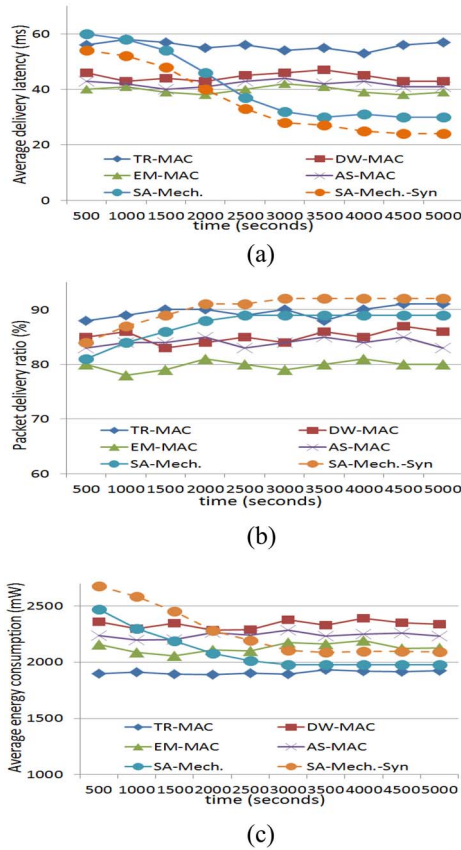 Average delivery latency (ms)
60
40
20
0
500 1000 1500 2000 2500 3000 3500 4000 4500 5000
time (seconds)
TR-MAC DW-MAC
EM-MAC AS-MAC
SA-Mech. SA-Mech.-Syn
(a)
Packet delivery ratio (%)
90
80
70
60
500 1000 1500 2000 2500 3000 3500 4000 4500 5000
time (seconds)
TR-MAC DW-MAC
EM-MAC AS-MAC
SA-Mech. SA-Mech.-Syn
(b)
Average energy consumption (mW)
2500
2000
1500
1000
500 1000 1500 2000 2500 3000 3500 4000 4500 5000
time (seconds)
TR-MAC DW-MAC
EM-MAC AS-MAC
SA-Mech. SA-Mech.-Syn
(c)